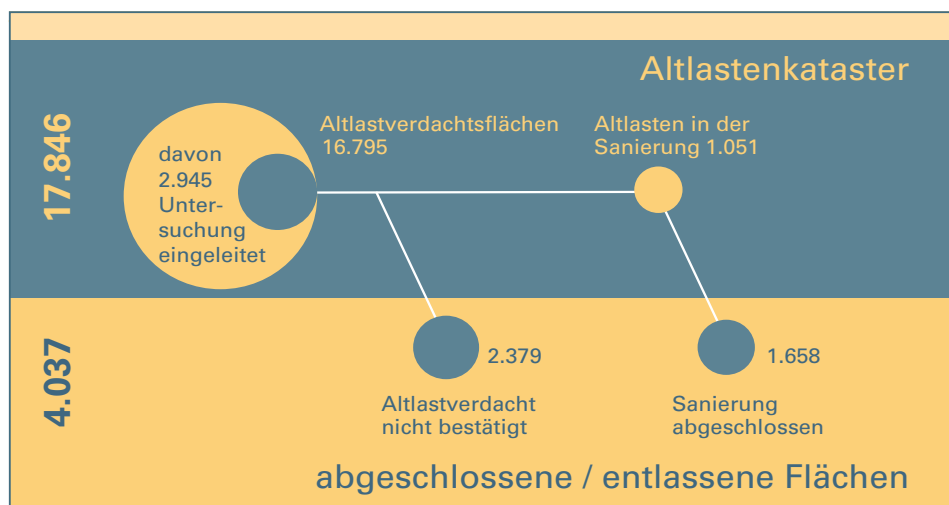 Altlastenkataster
17.846
Altlastverdachtsflächen
16.795
Altlasten in der
Sanierung 1.051
davon
2.945
Unter-
suchung
eingeleitet
4.037
2.379
Altlastverdacht
nicht bestätigt
1.658
Sanierung
abgeschlossen
abgeschlossene / entlassene Flächen